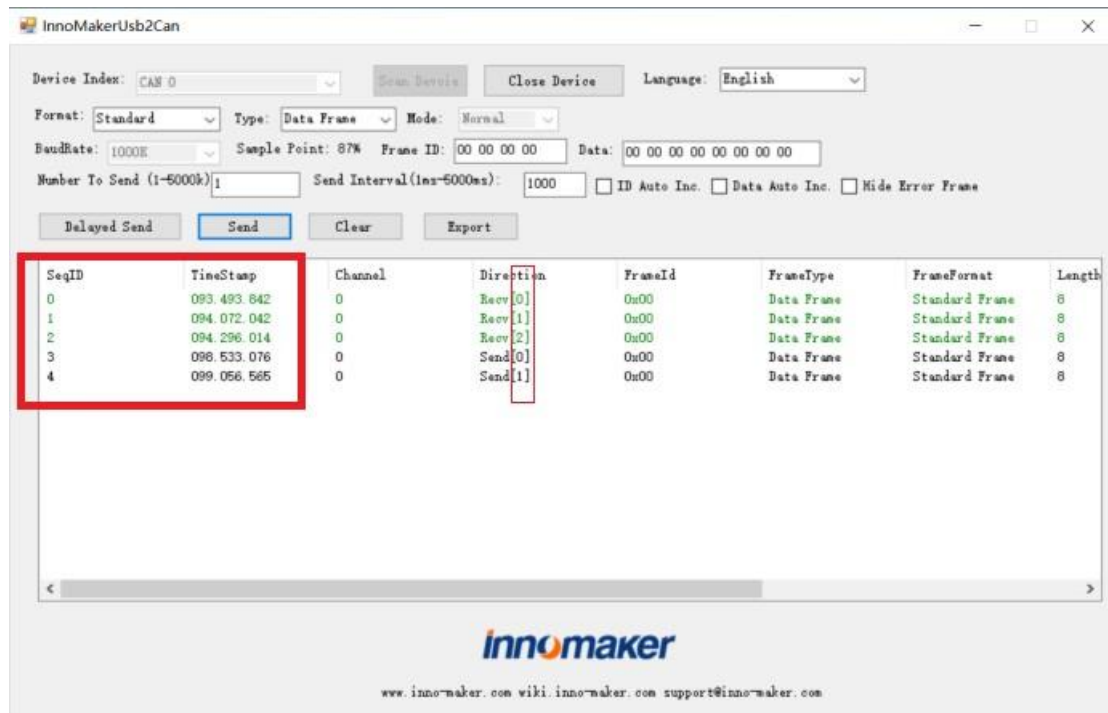 InnoMakerUsb2Can
Device Index: CAN 0 Scan Device Close Device Language: English
Format: Standard Type: Data Frame Mode: Normal
BaudRate: 1000K Sample Point: 87% Frame ID: 00 00 00 00 Data: 00 00 00 00 00 00 00 00
Number To Send (1-5000k) 1 Send Interval(1ms-5000ms): 1000 ID Auto Inc. Data Auto Inc. Hide Error Frame
Delayed Send Send Clear Export
SeqID TimeStamp Channel Direction FrameId FrameType FrameFormat Length
0 093.493.842 0 Recv[0] 0x00 Data Frame Standard Frame 8
1 094.072.042 0 Recv[1] 0x00 Data Frame Standard Frame 8
2 094.296.014 0 Recv[2] 0x00 Data Frame Standard Frame 8
3 098.533.076 0 Send[0] 0x00 Data Frame Standard Frame 8
4 099.056.565 0 Send[1] 0x00 Data Frame Standard Frame 8
innomaker
www.inno-maker.com wiki.inno-maker.com support@inno-maker.com